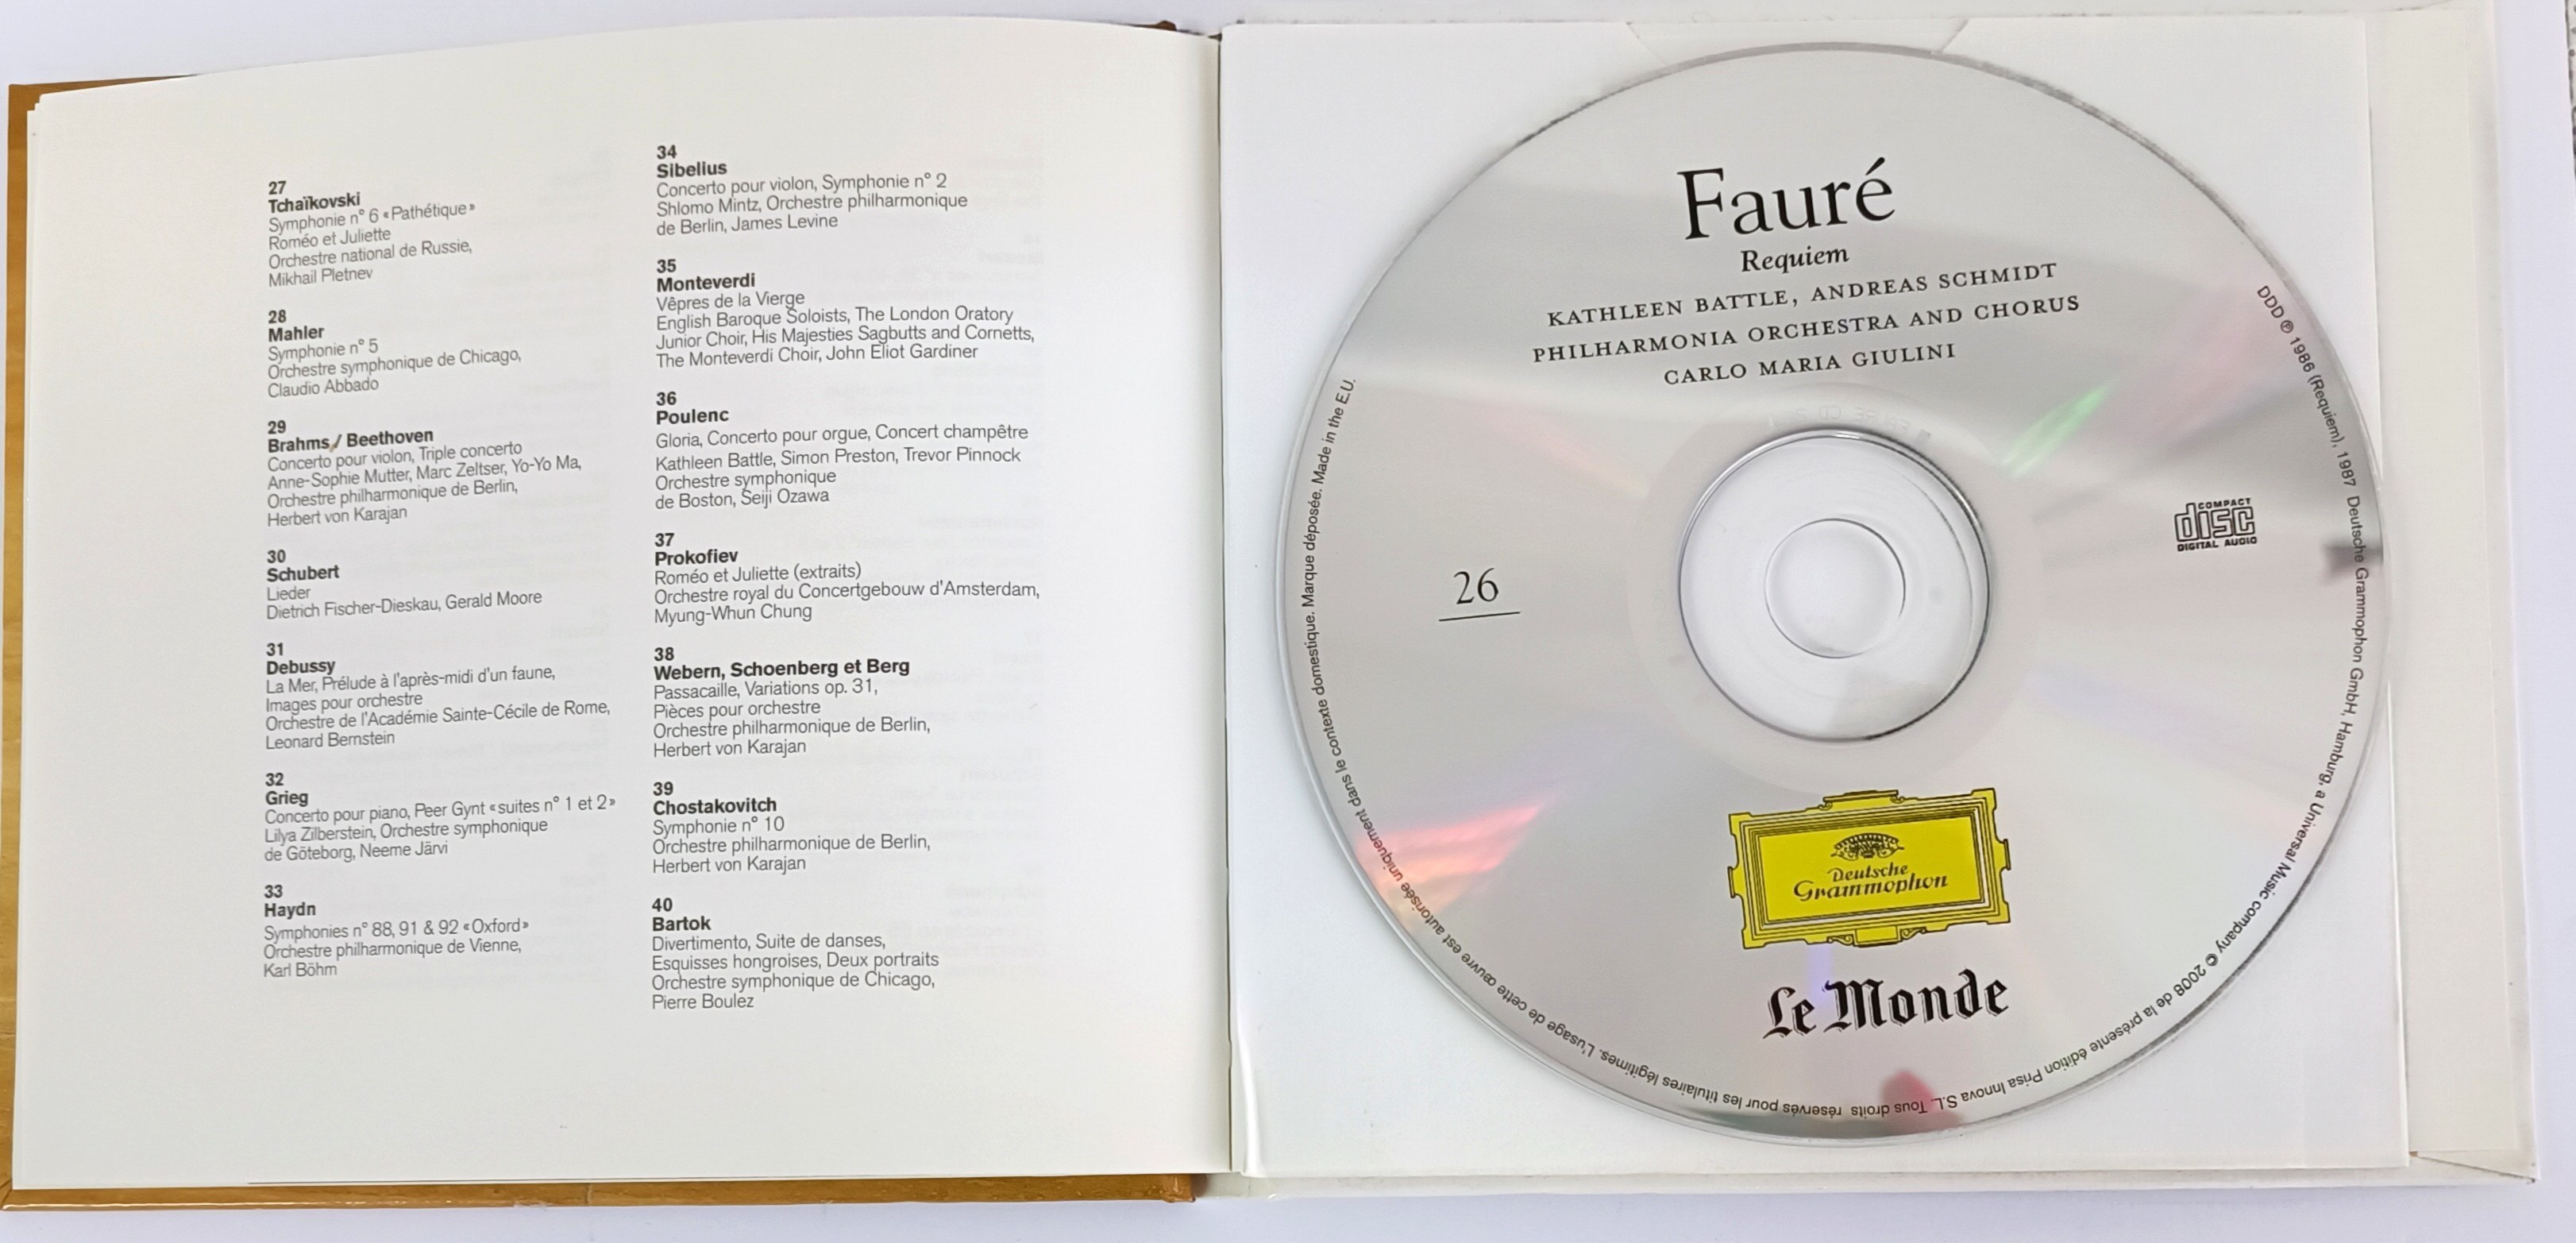 27
Tchaïkovski
Symphonie n° 6 «Pathétique»
Roméo et Juliette
Orchestre national de Russie,
Mikhail Pletnev
28
Mahler
Symphonie n° 5
Orchestre symphonique de Chicago,
Claudio Abbado
29
Brahms / Beethoven
Concerto pour violon, Triple concerto
Anne-Sophie Mutter, Marc Zeltser, Yo-Yo Ma,
Orchestre philharmonique de Berlin,
Herbert von Karajan
30
Schubert
Lieder
Dietrich Fischer-Dieskau, Gerald Moore
31
Debussy
La Mer, Prélude à l'après-midi d'un faune,
Images pour orchestre
Orchestre de l'Académie Sainte-Cécile de Rome,
Leonard Bernstein
32
Grieg
Concerto pour piano, Peer Gynt «suites n° 1 et 2»
Lilya Zilberstein, Orchestre symphonique
de Göteborg, Neeme Järvi
33
Haydn
Symphonies n° 88, 91 & 92 «Oxford»
Orchestre philharmonique de Vienne,
Karl Böhm
34
Sibelius
Concerto pour violon, Symphonie n° 2
Shlomo Mintz, Orchestre philharmonique
de Berlin, James Levine
35
Monteverdi
Vêpres de la Vierge
English Baroque Soloists, The London Oratory
Junior Choir, His Majesties Sagbutts and Cornetts,
The Monteverdi Choir, John Eliot Gardiner
36
Poulenc
Gloria, Concerto pour orgue, Concert champêtre
Kathleen Battle, Simon Preston, Trevor Pinnock
Orchestre symphonique
de Boston, Seiji Ozawa
37
Prokofiev
Roméo et Juliette (extraits)
Orchestre royal du Concertgebouw d'Amsterdam,
Myung-Whun Chung
38
Webern, Schoenberg et Berg
Passacaille, Variations op. 31,
Pièces pour orchestre
Orchestre philharmonique de Berlin,
Herbert von Karajan
39
Chostakovitch
Symphonie n° 10
Orchestre philharmonique de Berlin,
Herbert von Karajan
40
Bartok
Divertimento, Suite de danses,
Esquisses hongroises, Deux portraits
Orchestre symphonique de Chicago,
Pierre Boulez
Fauré
Requiem
KATHLEEN BATTLE, ANDREAS SCHMIDT
PHILHARMONIA ORCHESTRA AND CHORUS
CARLO MARIA GIULINI
26
COMPACT
disc
DIGITAL AUDIO
Deutsche
Grammophon
Le Monde
DDD ℗ 1986 (Requiem), 1987 Deutsche Grammophon GmbH, Hamburg, a Universal Music company © 2008 de la présente édition Prisa Innova S.L. Tous droits réservés pour les titulaires légitimes. L'usage de cette œuvre est autorisée uniquement dans le contexte domestique. Marque déposée. Made in the E.U.